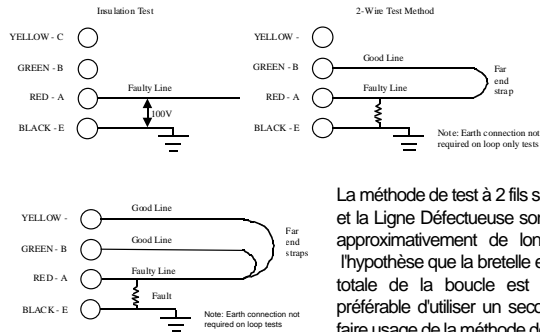 Insulation Test
YELLOW - C
GREEN - B
RED - A
BLACK - E
Faulty Line
100V
2-Wire Test Method
YELLOW -
GREEN - B
RED - A
BLACK - E
Good Line
Faulty Line
Far
end
strap
Note: Earth connection not
required on loop only tests
YELLOW -
GREEN - B
RED - A
BLACK - E
Good Line
Good Line
Faulty Line
Fault
Far
end
straps
Note: Earth connection not
required on loop tests
La méthode de test à 2 fils
et la Ligne Défectueuse
approximativement de
l'hypothèse que la bretelle
totale de la boucle est
préférable d'utiliser un
faire usage de la méthode